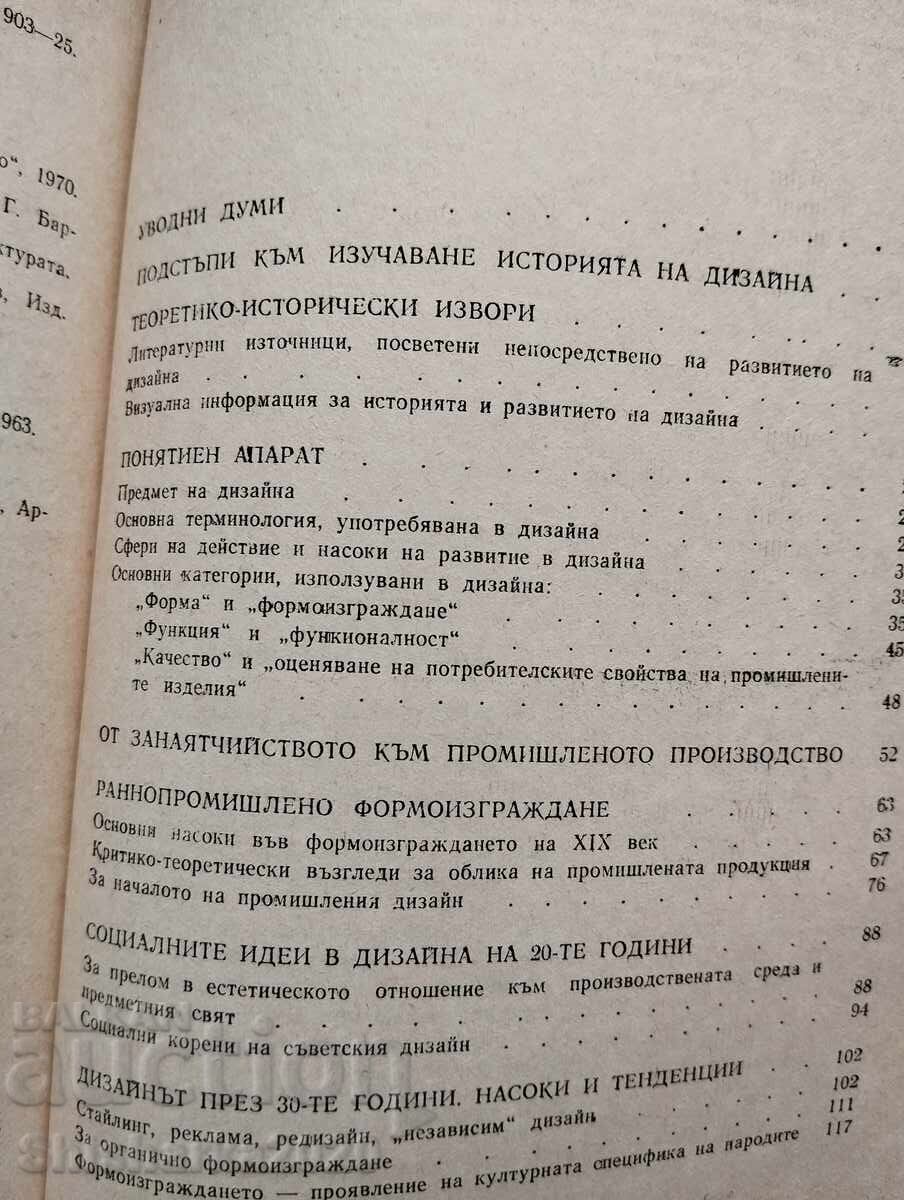 903—25.
о“, 1970.
Г. Бар-
ктурата.
Изд.
963.
, Ар-
УВОДНИ ДУМИ . . . . . . . . . . .
ПОДСТЪПИ КЪМ ИЗУЧАВАНЕ ИСТОРИЯТА НА ДИЗАЙНА . .
ТЕОРЕТИКО-ИСТОРИЧЕСКИ ИЗВОРИ . . . . . . .
Литературни източници, посветени непосредствено на развитието на
дизайна . . . . . . . . . . . . .
Визуална информация за историята и развитието на дизайна . . . .
ПОНЯТИЕН АПАРАТ . . . . . . . . . . .
Предмет на дизайна . . . . . . . . . . .
Основна терминология, употребявана в дизайна . . . . . 2
Сфери на действие и насоки на развитие в дизайна . . . . 2
Основни категории, използувани в дизайна: . . . . . 3
„Форма“ и „формоизграждане“ . . . . . . . 35
„Функция“ и „функионалност“ . . . . . . . 35
45
„Качество“ и „оценяване на потребителските свойства на промишлени-
те изделия“ . . . . . . . . . . . 48
ОТ ЗАНАЯТЧИЙСТВОТО КЪМ ПРОМИШЛЕНОТО ПРОИЗВОДСТВО 52
РАННОПРОМИШЛЕНО ФОРМОИЗГРАЖДАНЕ . . . . . 63
Основни насоки във формоизграждането на XIX век . . . . . 63
Критико-теоретически възгледи за облика на промишлената продукция . 67
За началото на промишления дизайн . . . . . . . 76
СОЦИАЛНИТЕ ИДЕИ В ДИЗАЙНА НА 20-ТЕ ГОДИНИ . . . . 88
За прелом в естетическото отношение към производствената среда и
предметния свят . . . . . . . . . . . 88
Социални корени на съветския дизайн . . . . . . . 94
ДИЗАЙНЪТ ПРЕЗ 30-ТЕ ГОДИНИ. НАСОКИ И ТЕНДЕНЦИИ . . 102
Стайлинг, реклама, редизайн, „независим“ дизайн . . . . . 102
За органично формоизграждане . . . . . . . . 111
Формоизграждането — проявление на културната специфика на народите 117